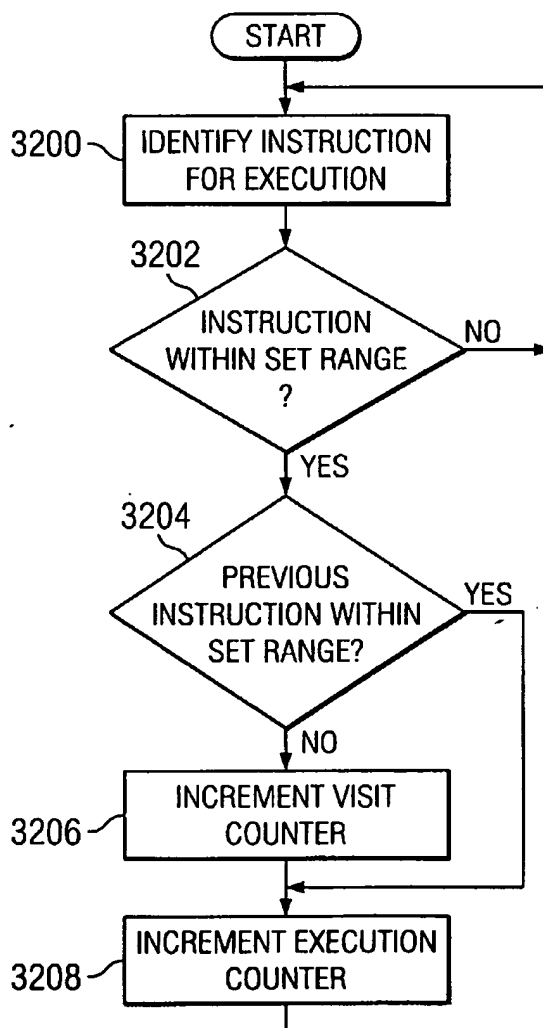 START
3200
IDENTIFY INSTRUCTION
FOR EXECUTION
3202
INSTRUCTION
WITHIN SET RANGE
?
NO
YES
3204
PREVIOUS
INSTRUCTION WITHIN
SET RANGE?
YES
NO
3206
INCREMENT VISIT
COUNTER
3208
INCREMENT EXECUTION
COUNTER